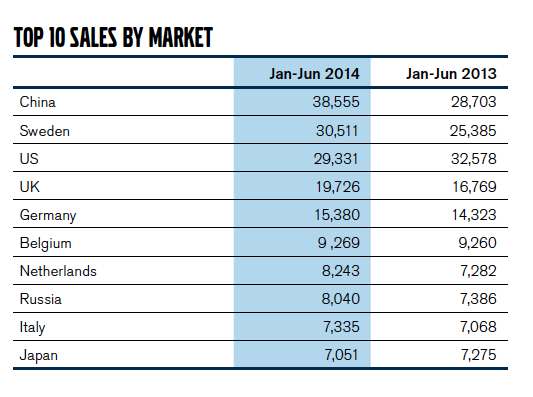 TOP 10 SALES BY MARKET
Jan-Jun 2014 Jan-Jun 2013
China 38,555 28,703
Sweden 30,511 25,385
US 29,331 32,578
UK 19,726 16,769
Germany 15,380 14,323
Belgium 9 ,269 9,260
Netherlands 8,243 7,282
Russia 8,040 7,386
Italy 7,335 7,068
Japan 7,051 7,275